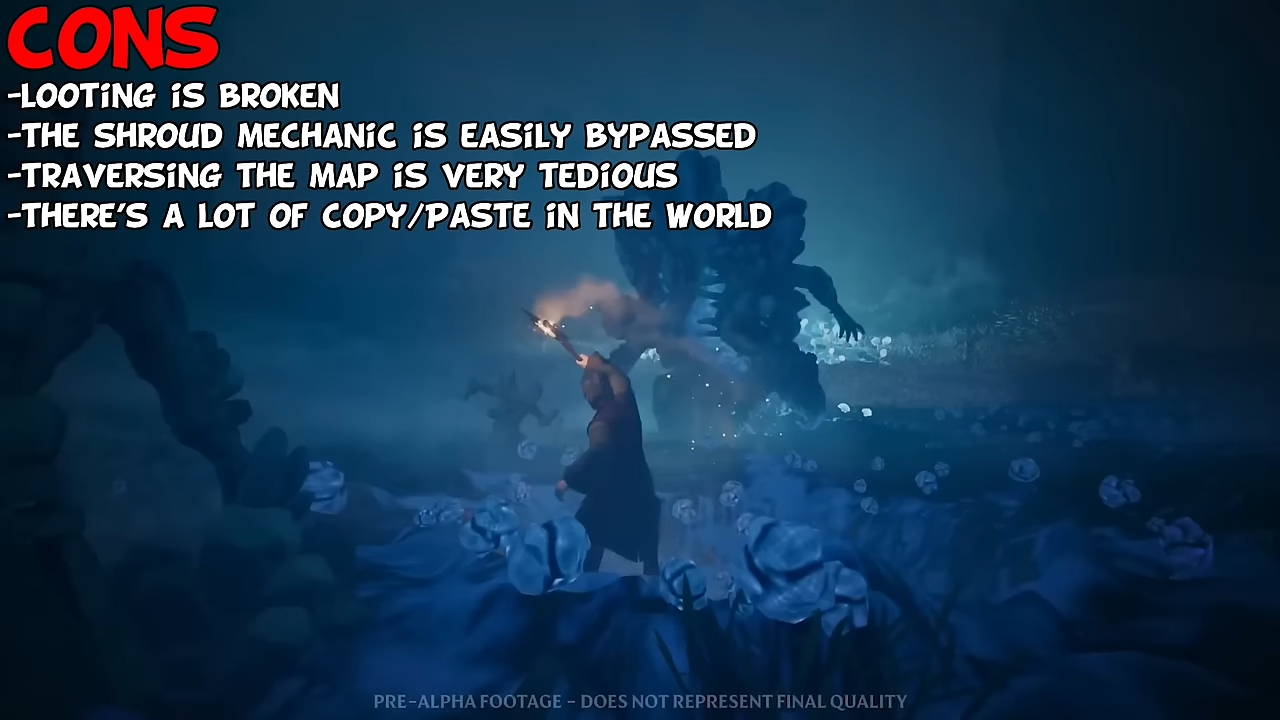 CONS
-LOOTING IS BROKEN
-THE SHROUD MECHANIC IS EASILY BYPASSED
-TRAVERSING THE MAP IS VERY TEDIOUS
-THERE'S A LOT OF COPY/PASTE IN THE WORLD
PRE-ALPHA FOOTAGE - DOES NOT REPRESENT FINAL QUALITY